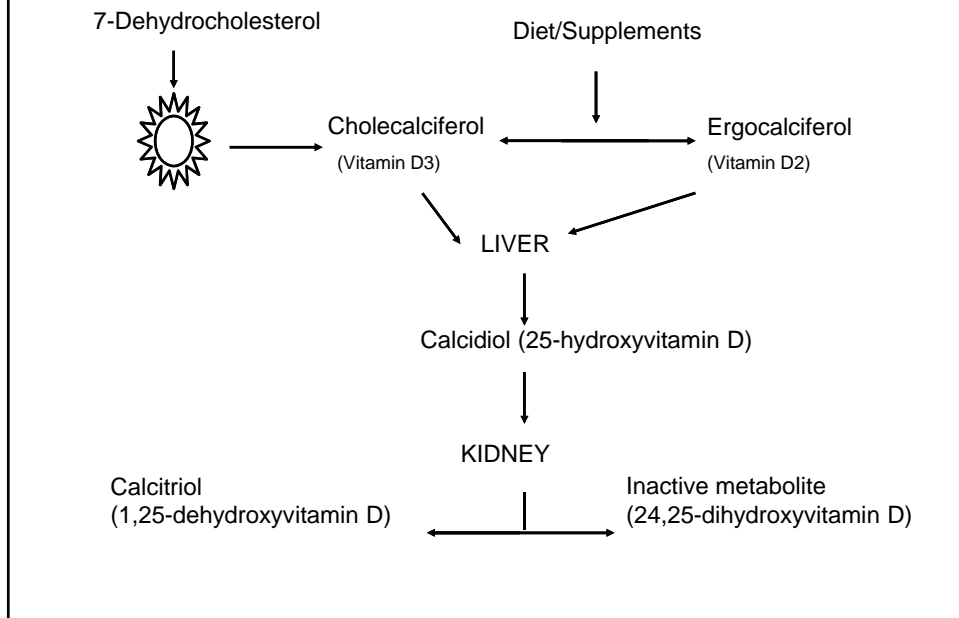 7-Dehydrocholesterol
Diet/Supplements
Cholecalciferol
(Vitamin D3)
Ergocalciferol
(Vitamin D2)
LIVER
Calcidiol (25-hydroxyvitamin D)
KIDNEY
Calcitriol
(1,25-dehydroxyvitamin D)
Inactive metabolite
(24,25-dihydroxyvitamin D)